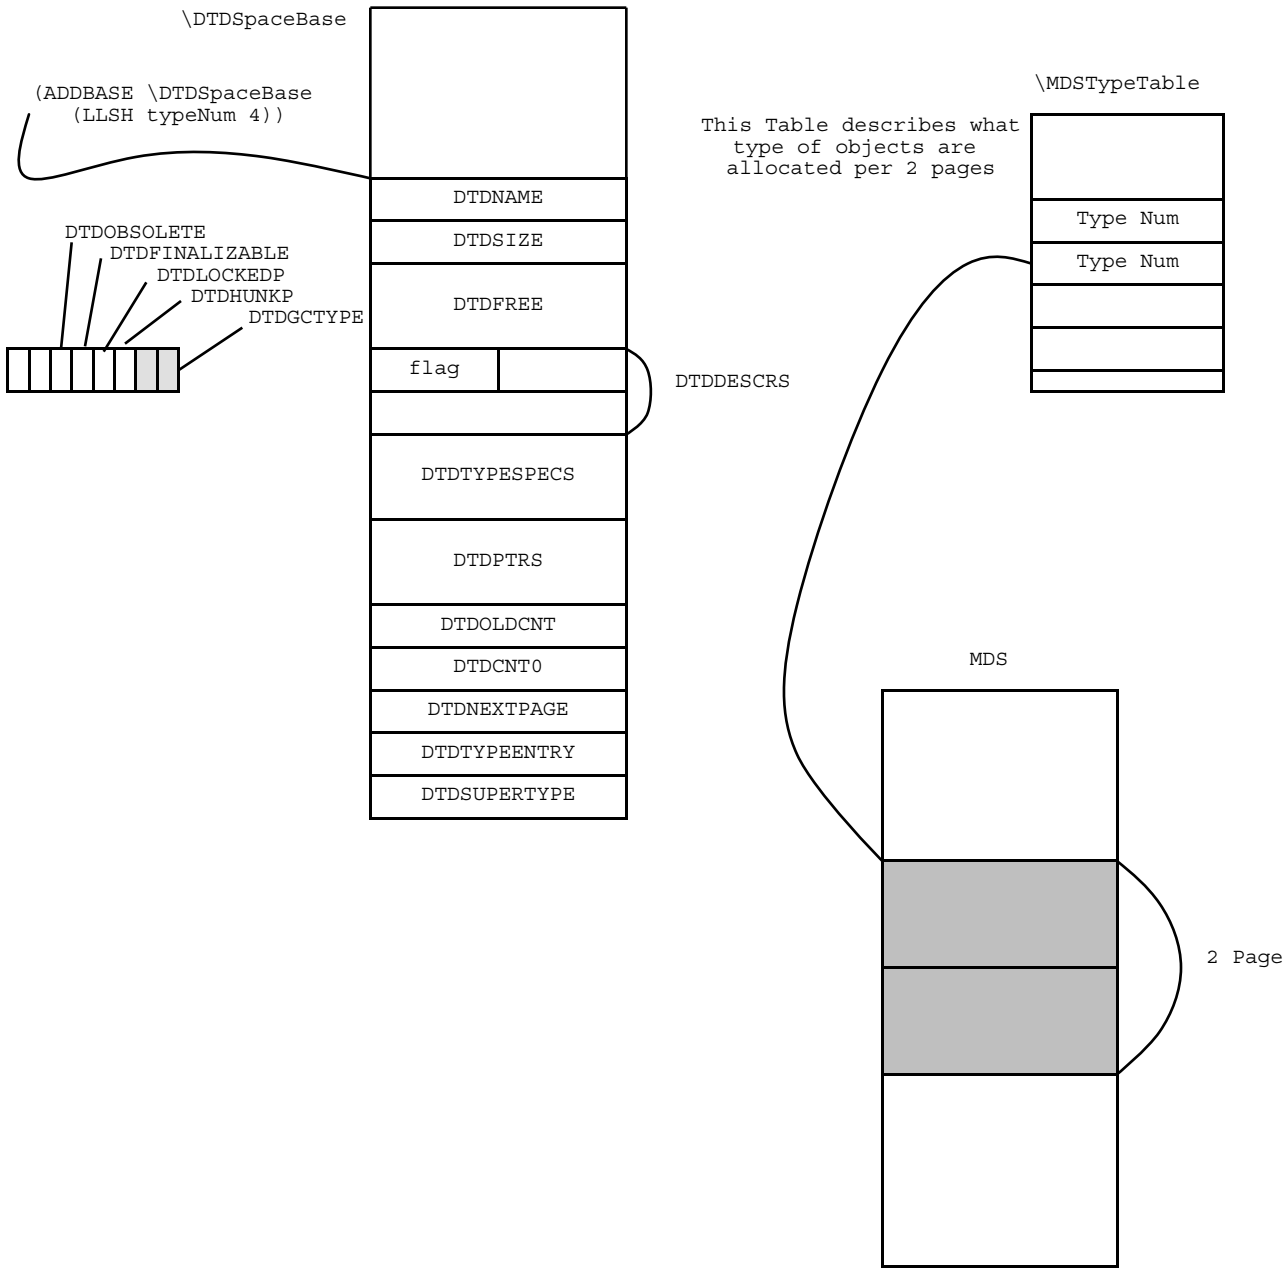 \DTDSpaceBase
(ADDBASE \DTDSpaceBase
(LLSH typeNum 4))
DTDOBSOLETE
DTDFINALIZABLE
DTDLOCKEDP
DTDHUNKP
DTDGCTYPE
DTDNAME
DTDSIZE
DTDFREE
flag
DTDDESCRS
DTDTYPESPECS
DTDPTRS
DTDOLDCNT
DTDCNT0
DTDNEXTPAGE
DTDTYPEENTRY
DTDSUPERTYPE
\MDSTypeTable
This Table describes what
type of objects are
allocated per 2 pages
Type Num
Type Num
MDS
2 Page